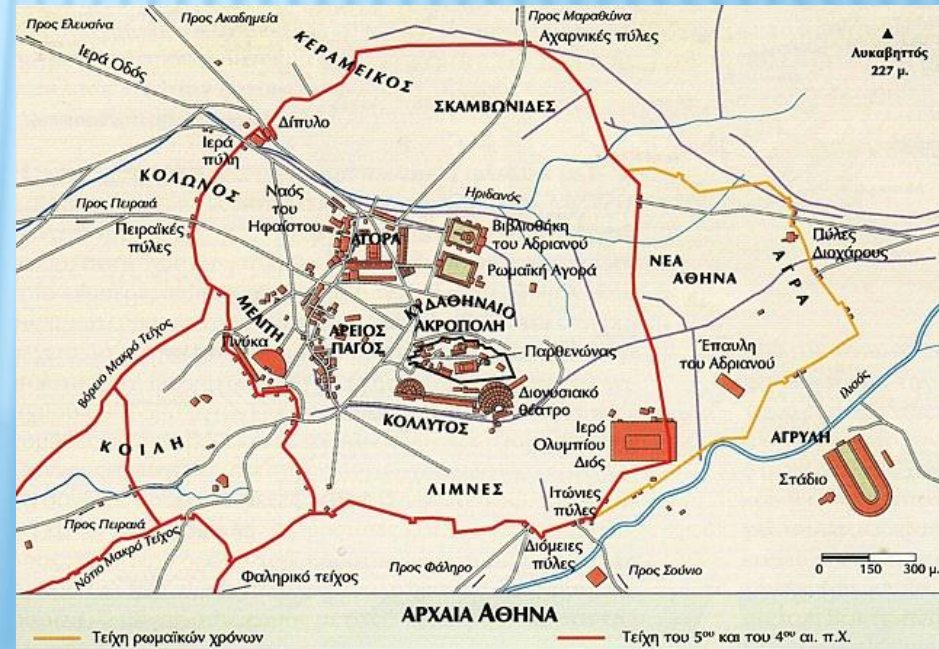 Προς Ελευσίνα
Προς Ακαδημεία
Προς Μαραθώνα
Αχαρνικές πύλες
Λυκαβηττός
227 μ.
Ιερά Οδός
ΚΕΡΑΜΕΙΚΟΣ
ΣΚΑΜΒΩΝΙΔΕΣ
Δίπυλο
Ιερά
πύλη
ΚΟΛΩΝΟΣ
Ναός
του
Ηφαίστου
Ηριδανός
Προς Πειραιά
Πειραϊκές
πύλες
ΑΓΟΡΑ
Βιβλιοθήκη
του Αδριανού
Ρωμαϊκή Αγορά
ΝΕΑ
ΑΘΗΝΑ
Πύλες
Διοχάρους
ΑΓΡΑ
ΚΥΔΑΘΗΝΑΙΟ
ΜΕΛΙΤΗ
Πνύκα
ΑΡΕΙΟΣ
ΠΑΓΟΣ
ΑΚΡΟΠΟΛΗ
Παρθενώνας
Έπαυλη
του Αδριανού
Βόρειο Μακρό Τείχος
Διονυσιακό
θέατρο
Ιλισός
ΚΟΛΛΥΤΟΣ
ΚΟΙΛΗ
Ιερό
Ολυμπίου
Διός
ΑΓΡΥΛΗ
Στάδιο
ΛΙΜΝΕΣ
Ιτώνιες
πύλες
Προς Πειραιά
Νότιο Μακρό Τείχος
Φαληρικό τείχος
Προς Φάληρο
Διόμειες
πύλες
Προς Σούνιο
0 150 300 μ.
ΑΡΧΑΙΑ ΑΘΗΝΑ
Τείχη ρωμαϊκών χρόνων
Τείχη του 5ου και του 4ου αι. π.Χ.